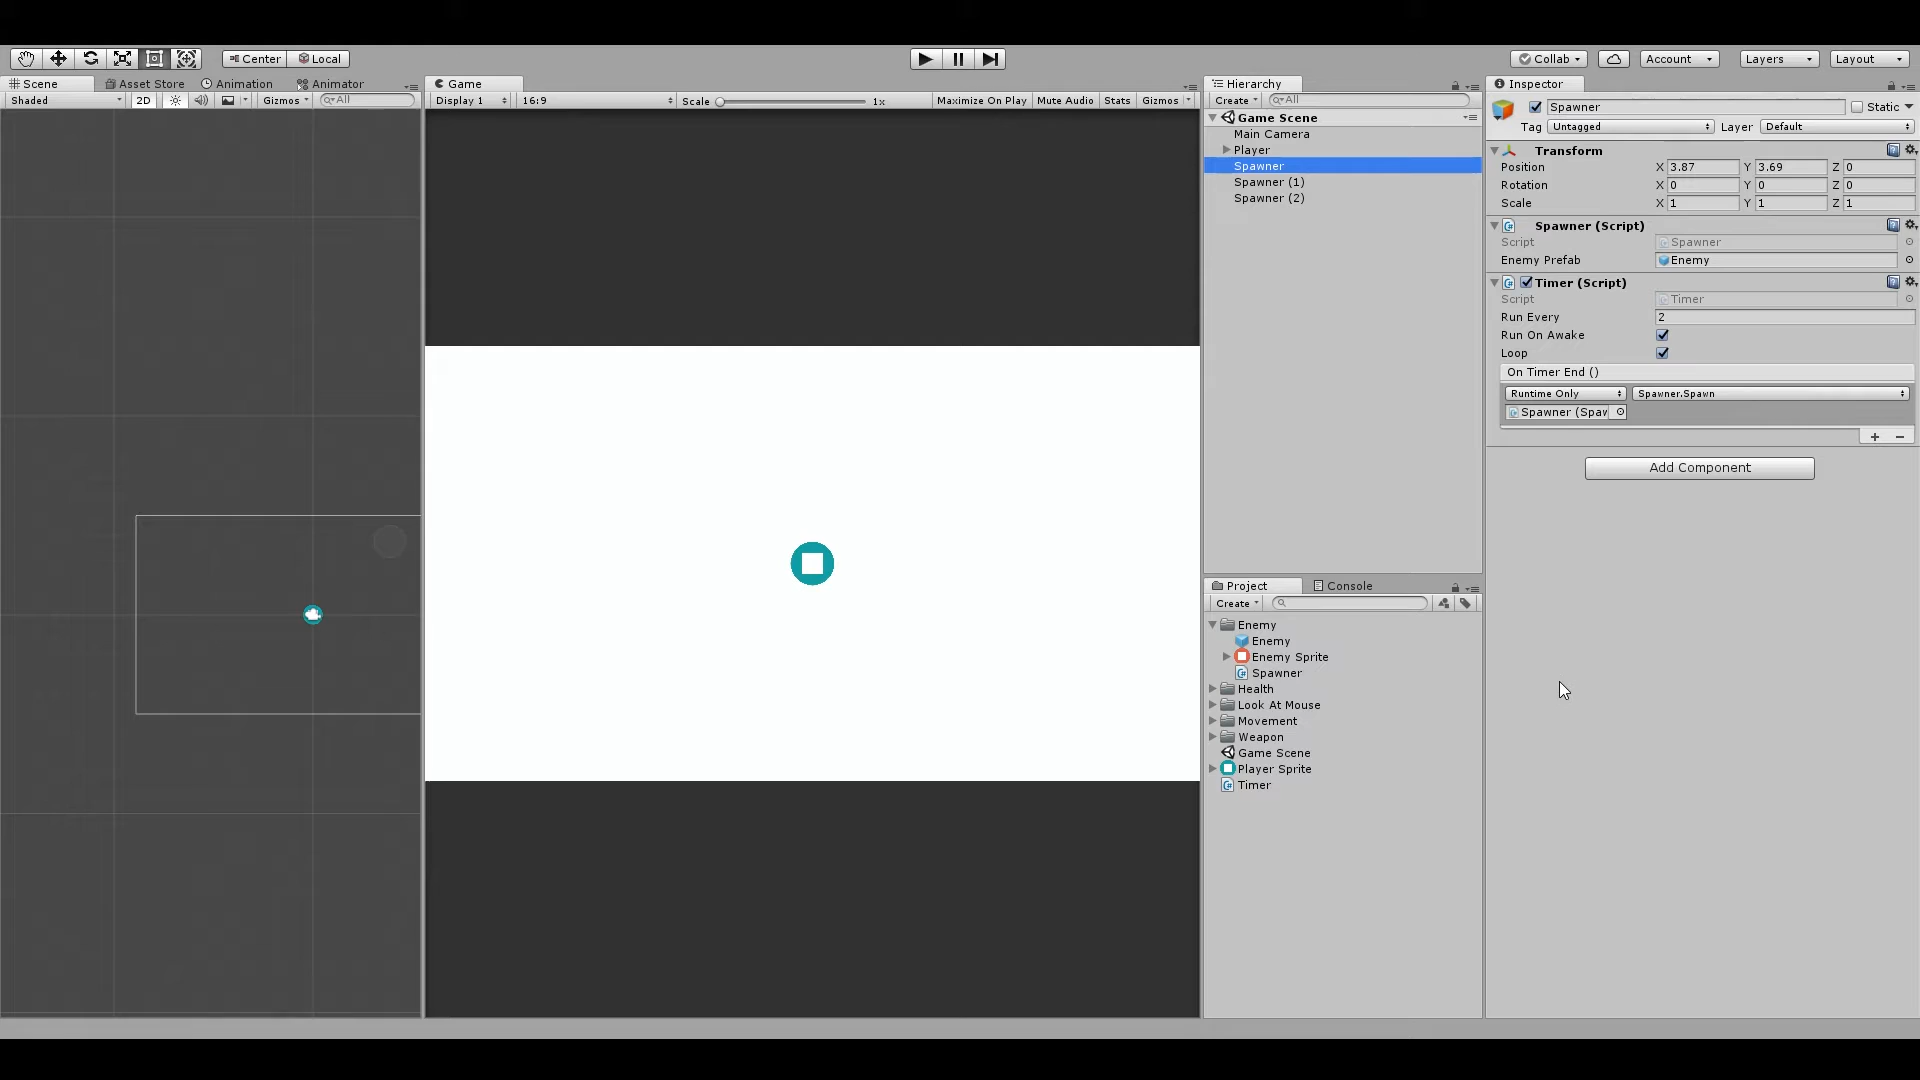 Center Local
Collab Account Layers Layout
Scene Asset Store Animation Animator
Shaded 2D Gizmos All
Game
Display 1 16:9 Scale 1x Maximize On Play Mute Audio Stats Gizmos
Hierarchy
Create All
Game Scene
Main Camera
Player
Spawner
Spawner (1)
Spawner (2)
Project Console
Create
Enemy
Enemy
Enemy Sprite
Spawner
Health
Look At Mouse
Movement
Weapon
Game Scene
Player Sprite
Timer
Inspector
Spawner Static
Tag Untagged Layer Default
Transform
Position X 3.87 Y 3.69 Z 0
Rotation X 0 Y 0 Z 0
Scale X 1 Y 1 Z 1
Spawner (Script)
Script Spawner
Enemy Prefab Enemy
Timer (Script)
Script Timer
Run Every 2
Run On Awake
Loop
On Timer End ()
Runtime Only Spawner.Spawn
Spawner (Spaw
+ −
Add Component